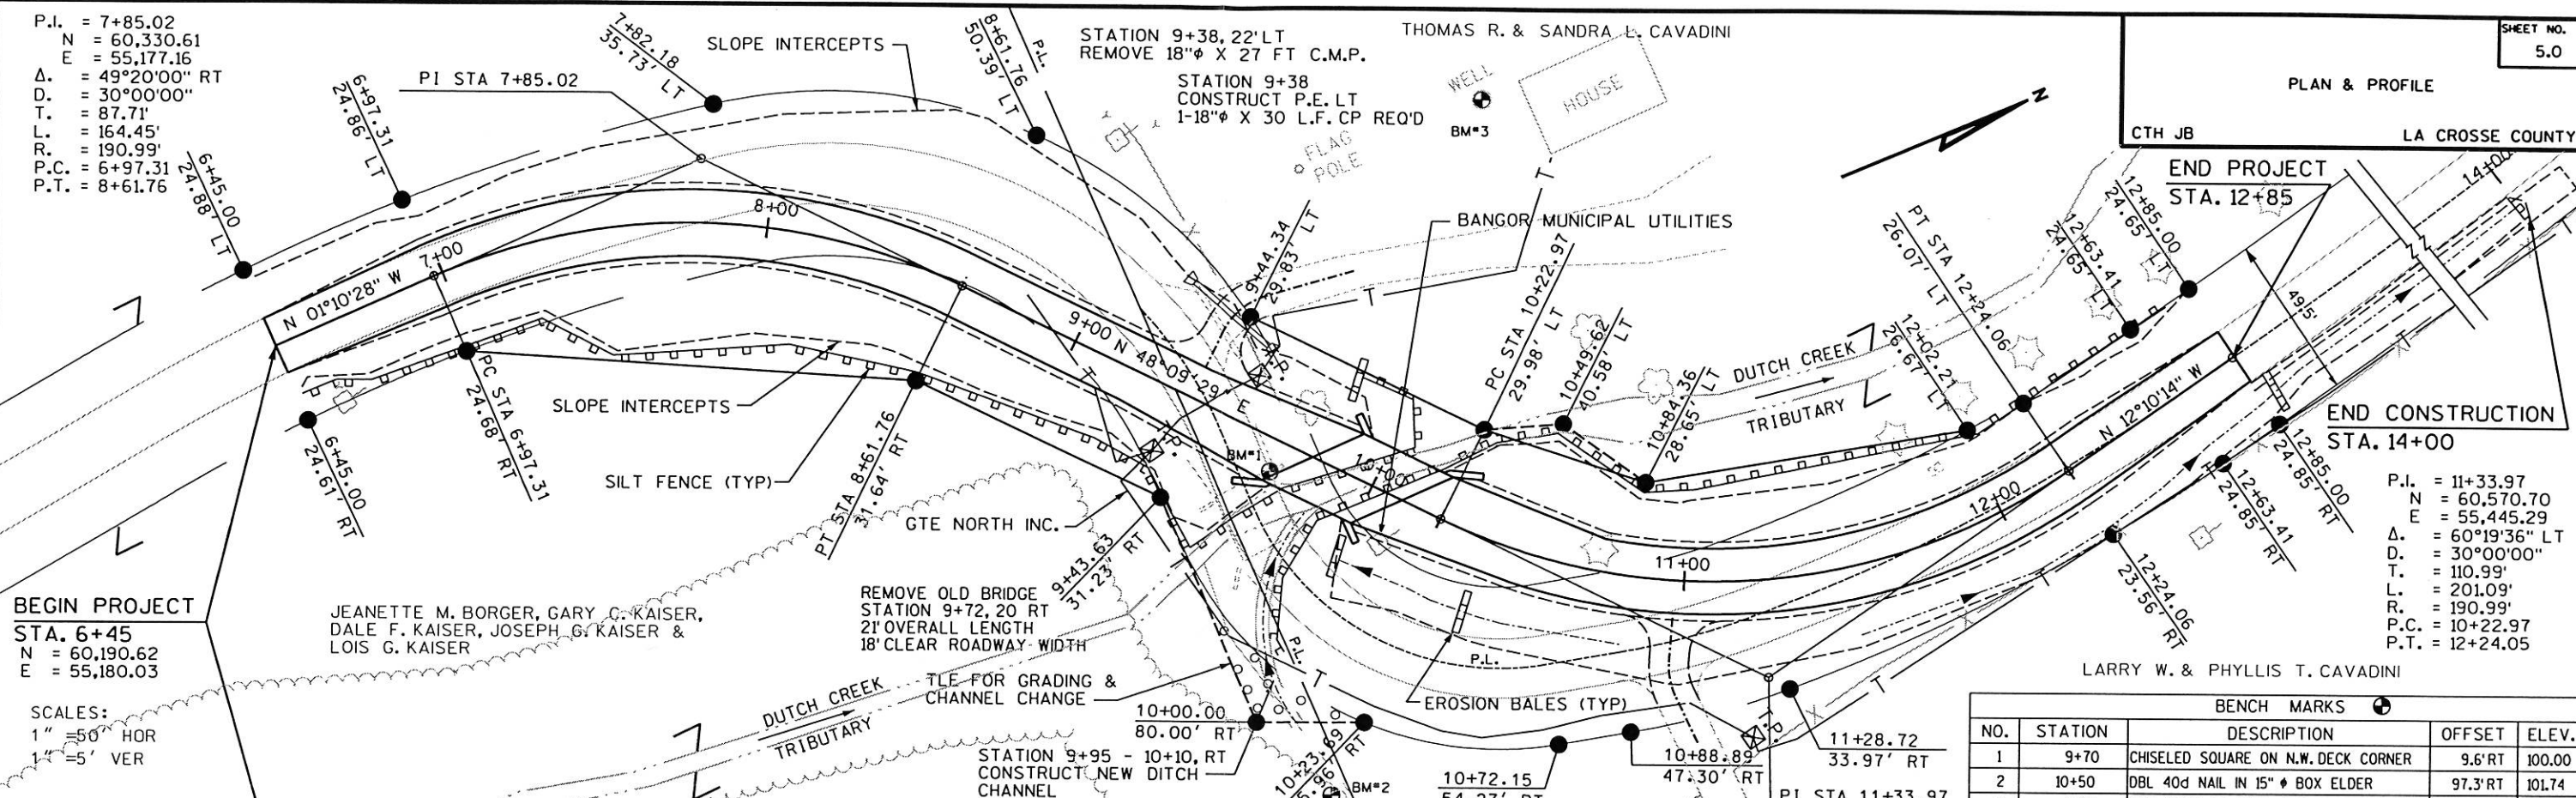 P.I. = 7+85.02
N = 60,330.61
E = 55,177.16
Δ. = 49°20'00" RT
D. = 30°00'00"
T. = 87.71'
L. = 164.45'
R. = 190.99'
P.C. = 6+97.31
P.T. = 8+61.76
6+45.00
24.88' LT
6+97.31
24.86' LT
PI STA 7+85.02
7+82.18
35.73' LT
SLOPE INTERCEPTS
8+61.76
50.39' LT
P.L.
STATION 9+38, 22' LT
REMOVE 18"⌀ X 27 FT C.M.P.
STATION 9+38
CONSTRUCT P.E. LT
1-18"⌀ X 30 L.F. CP REQ'D
THOMAS R. & SANDRA L. CAVADINI
WELL
BM#3
HOUSE
FLAG
POLE
N
SHEET NO.
5.0
PLAN & PROFILE
CTH JB
LA CROSSE COUNTY
END PROJECT
STA. 12+85
14+00
N 01°10'28" W
7+00
8+00
9+00
N 48°09'29" E
9+44.34
29.83' LT
BANGOR MUNICIPAL UTILITIES
PC STA 10+22.97
29.98' LT
10+49.62
40.58' LT
10+84.36
28.65' LT
DUTCH CREEK
TRIBUTARY
12+02.21
26.67' LT
PT STA 12+24.06
26.07' LT
12+63.41
24.65' LT
12+85.00
24.65' LT
495'
N 12°10'14" W
END CONSTRUCTION
STA. 14+00
12+85.00
24.85' RT
12+63.41
24.85' RT
12+24.06
23.56' RT
P.I. = 11+33.97
N = 60,570.70
E = 55,445.29
Δ. = 60°19'36" LT
D. = 30°00'00"
T. = 110.99'
L. = 201.09'
R. = 190.99'
P.C. = 10+22.97
P.T. = 12+24.05
PC STA 6+97.31
24.68' RT
6+45.00
24.61' RT
SLOPE INTERCEPTS
SILT FENCE (TYP)
PT STA 8+61.76
31.64' RT
GTE NORTH INC.
9+43.63
31.23' RT
BM#1
10+00
11+00
12+00
BEGIN PROJECT
STA. 6+45
N = 60,190.62
E = 55,180.03
JEANETTE M. BORGER, GARY C. KAISER,
DALE F. KAISER, JOSEPH G. KAISER &
LOIS G. KAISER
REMOVE OLD BRIDGE
STATION 9+72, 20 RT
21' OVERALL LENGTH
18' CLEAR ROADWAY WIDTH
SCALES:
1" =50" HOR
1" =5' VER
DUTCH CREEK
TRIBUTARY
TLE FOR GRADING &
CHANNEL CHANGE
10+00.00
80.00' RT
STATION 9+95 - 10+10, RT
CONSTRUCT NEW DITCH
CHANNEL
P.L.
P.L.
EROSION BALES (TYP)
10+23.69
RT
BM#2
10+72.15
10+88.89
47.30' RT
11+28.72
33.97' RT
PI STA 11+33.97
LARRY W. & PHYLLIS T. CAVADINI
BENCH MARKS
NO. STATION DESCRIPTION OFFSET ELEV.
1 9+70 CHISELED SQUARE ON N.W. DECK CORNER 9.6'RT 100.00
2 10+50 DBL 40d NAIL IN 15" ⌀ BOX ELDER 97.3'RT 101.74